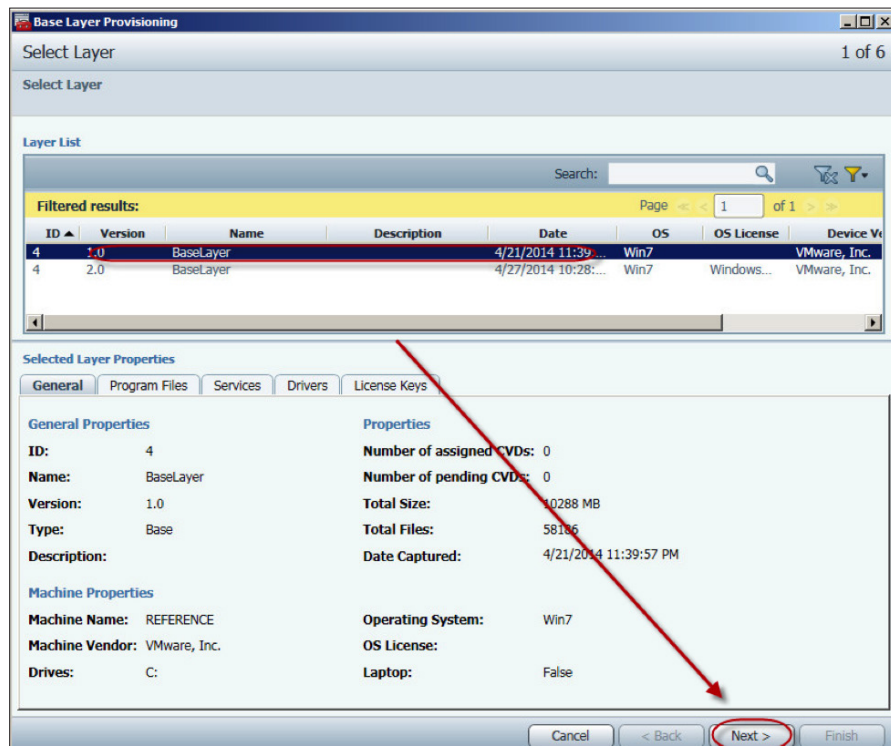 Base Layer Provisioning
Select Layer 1 of 6
Select Layer
Layer List
Search:
Filtered results: Page << < 1 of 1 > >>
ID Version Name Description Date OS OS License Device Ve
4 1.0 BaseLayer 4/21/2014 11:39:... Win7 VMware, Inc.
4 2.0 BaseLayer 4/27/2014 10:28:... Win7 Windows... VMware, Inc.
Selected Layer Properties
General Program Files Services Drivers License Keys
General Properties Properties
ID: 4 Number of assigned CVDs: 0
Name: BaseLayer Number of pending CVDs: 0
Version: 1.0 Total Size: 10288 MB
Type: Base Total Files: 58186
Description: Date Captured: 4/21/2014 11:39:57 PM
Machine Properties
Machine Name: REFERENCE Operating System: Win7
Machine Vendor: VMware, Inc. OS License:
Drives: C: Laptop: False
Cancel < Back Next > Finish